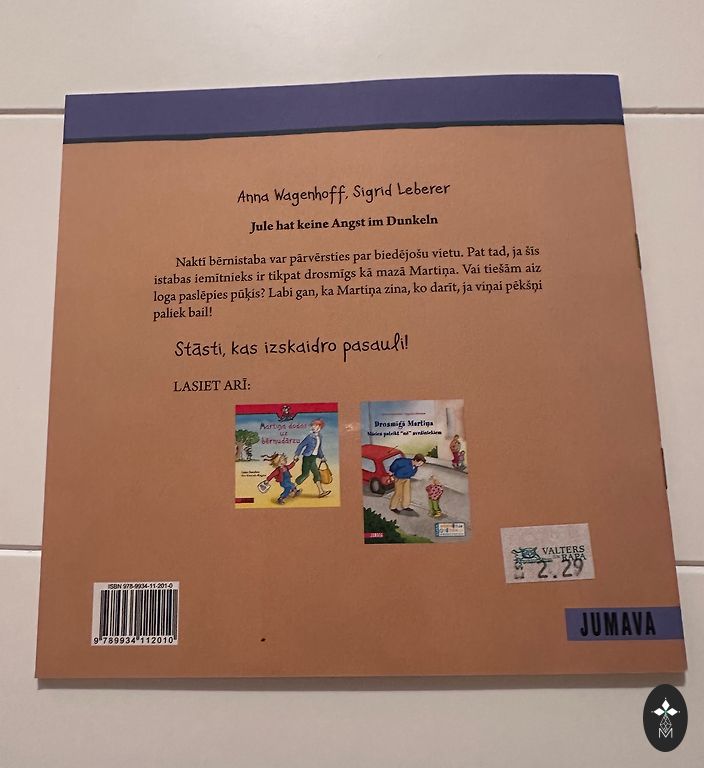 Anna Wagenhoff, Sigrid Leberer
Jule hat keine Angst im Dunkeln
Naktī bērnistaba var pārvērsties par biedējošu vietu. Pat tad, ja šīs
istabas iemītnieks ir tikpat drosmīgs kā mazā Martiņa. Vai tiešām aiz
loga paslēpies pūķis? Labi gan, ka Martiņa zina, ko darīt, ja viņai pēkšņi
paliek bail!
Stāsti, kas izskaidro pasauli!
LASIET ARĪ:
Martiņa dodas
uz
bērnudārzu
Drosmīgā Martiņa
JUMAVA
VALTERS
UN
RAPA
2.29
ISBN 978-9934-11-201-0
9 789934 112010
JUMAVA
M